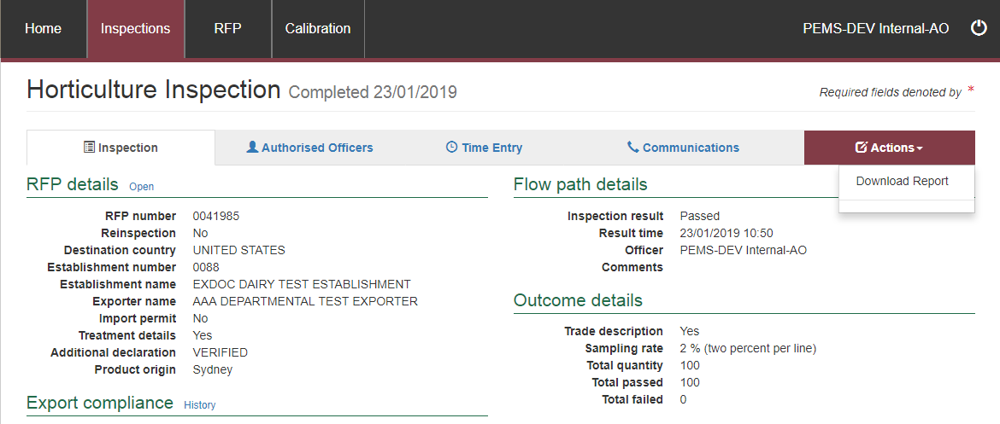 Home Inspections RFP Calibration PEMS-DEV Internal-AO
Horticulture Inspection Completed 23/01/2019
Required fields denoted by *
Inspection Authorised Officers Time Entry Communications Actions
Download Report
RFP details Open
RFP number 0041985
Reinspection No
Destination country UNITED STATES
Establishment number 0088
Establishment name EXDOC DAIRY TEST ESTABLISHMENT
Exporter name AAA DEPARTMENTAL TEST EXPORTER
Import permit No
Treatment details Yes
Additional declaration VERIFIED
Product origin Sydney
Export compliance History
Flow path details
Inspection result Passed
Result time 23/01/2019 10:50
Officer PEMS-DEV Internal-AO
Comments
Outcome details
Trade description Yes
Sampling rate 2 % (two percent per line)
Total quantity 100
Total passed 100
Total failed 0